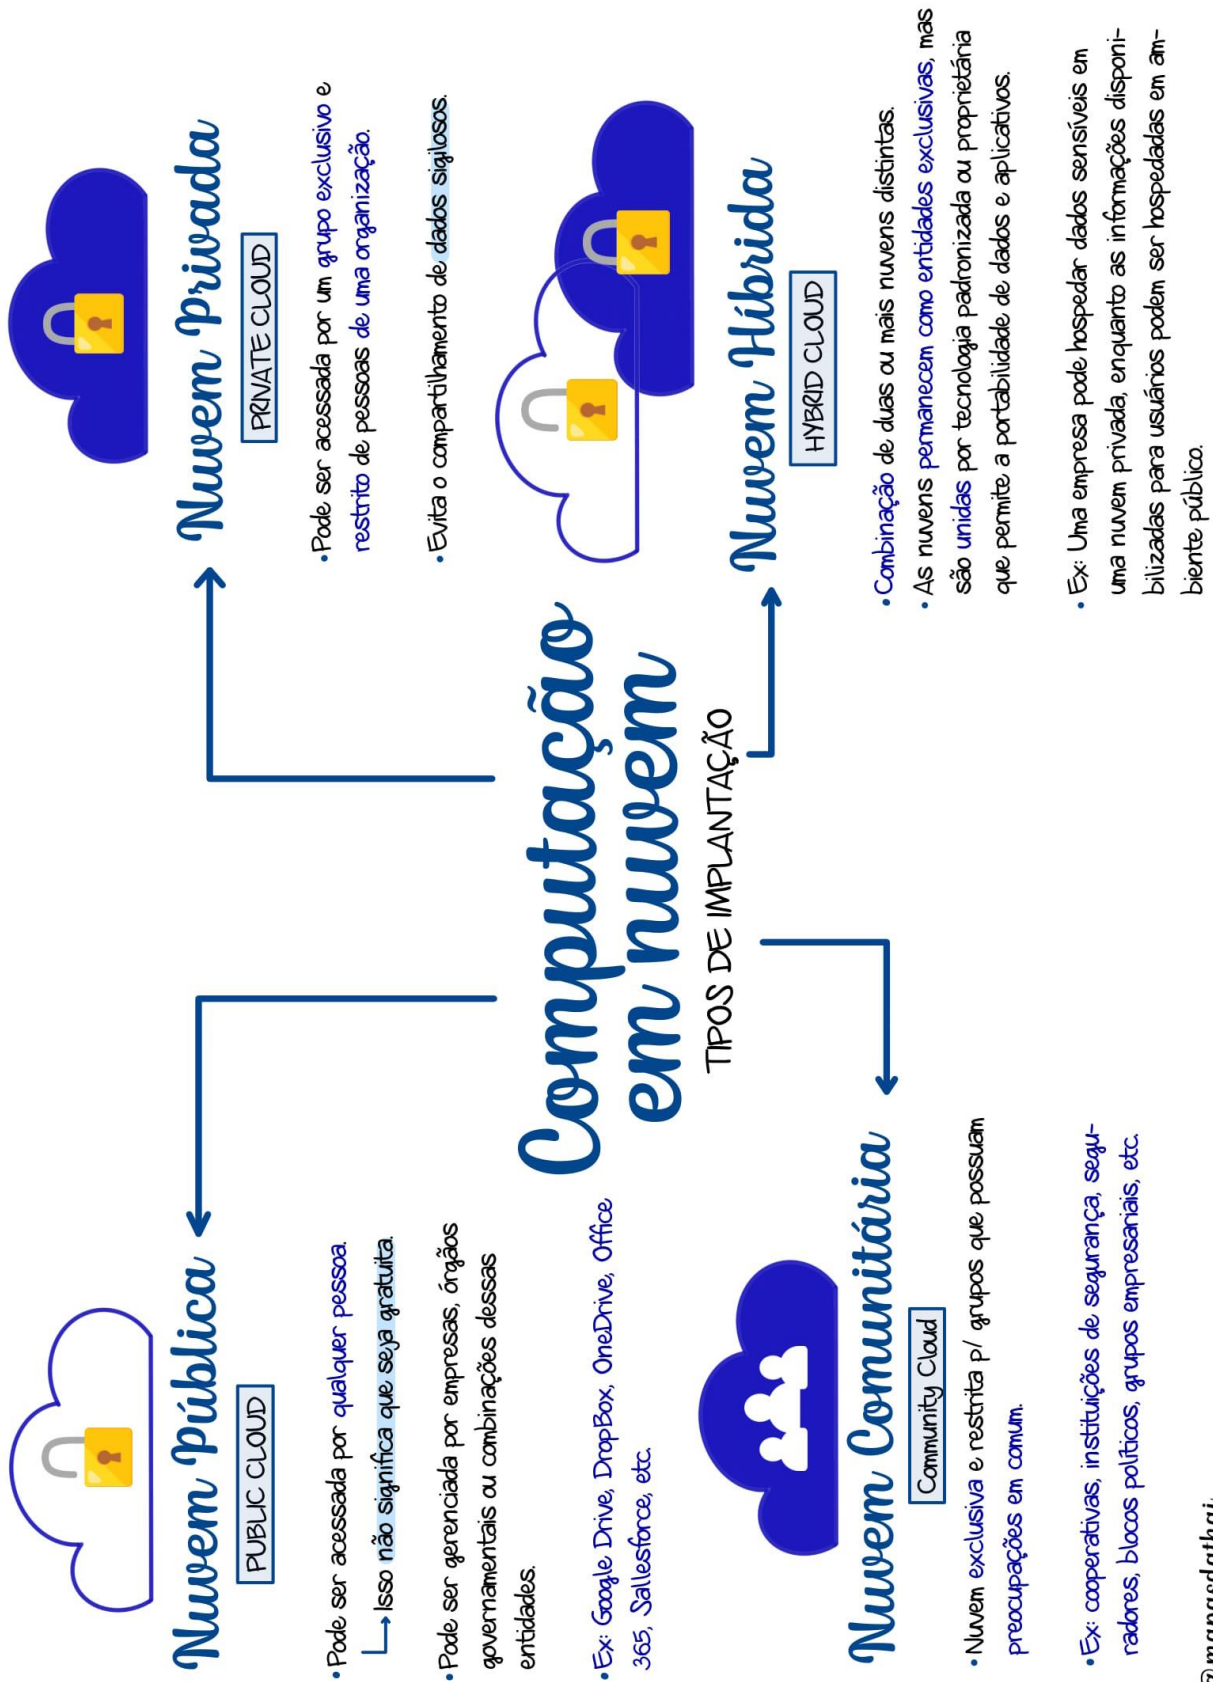 Computação
em nuvem
TIPOS DE IMPLANTAÇÃO
Nuvem Pública
PUBLIC CLOUD
• Pode ser acessada por qualquer pessoa.
Isso não significa que seja gratuita.
• Pode ser gerenciada por empresas, órgãos
governamentais ou combinações dessas
entidades.
• Ex: Google Drive, DropBox, OneDrive, Office
365, Sallesforce, etc.
Nuvem Privada
PRIVATE CLOUD
• Pode ser acessada por um grupo exclusivo e
restrito de pessoas de uma organização.
• Evita o compartilhamento de dados sigilosos.
Nuvem Comunitária
Community Cloud
• Nuvem exclusiva e restrita p/ grupos que possuam
preocupações em comum.
• Ex: cooperativas, instituições de segurança, segu-
radores, blocos políticos, grupos empresariais, etc.
Nuvem Híbrida
HYBRID CLOUD
• Combinação de duas ou mais nuvens distintas.
• As nuvens permanecem como entidades exclusivas, mas
são unidas por tecnologia padronizada ou proprietária
que permite a portabilidade de dados e aplicativos.
• Ex: Uma empresa pode hospedar dados sensíveis em
uma nuvem privada, enquanto as informações disponi-
bilizadas para usuários podem ser hospedadas em am-
biente público.
@mapasdathai